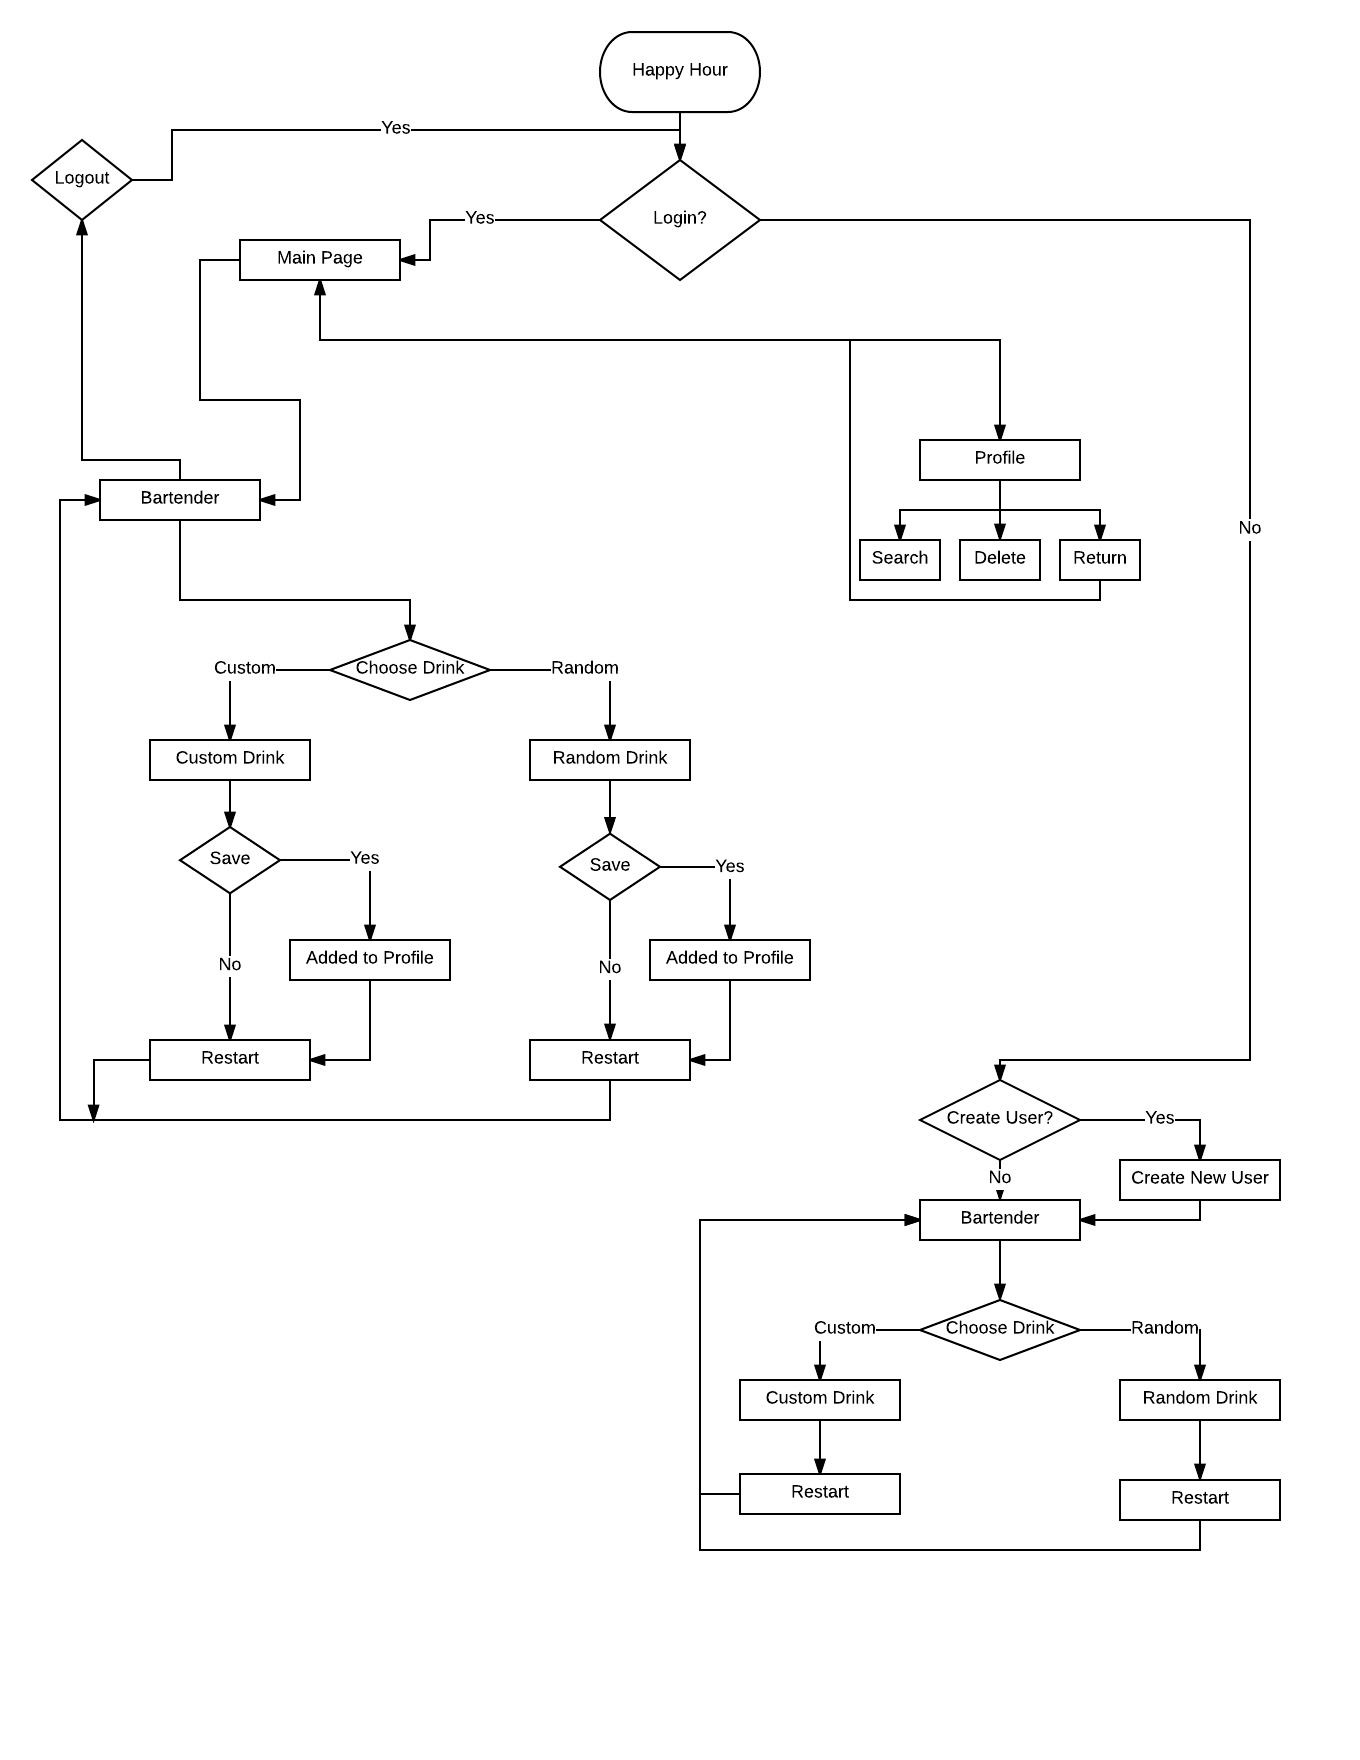 Happy Hour
Yes
Logout
Login?
Yes
Main Page
Profile
Bartender
No
Search
Delete
Return
Custom
Choose Drink
Random
Custom Drink
Random Drink
Save
Yes
Save
Yes
Added to Profile
Added to Profile
No
No
Restart
Restart
Create User?
Yes
No
Create New User
Bartender
Custom
Choose Drink
Random
Custom Drink
Random Drink
Restart
Restart